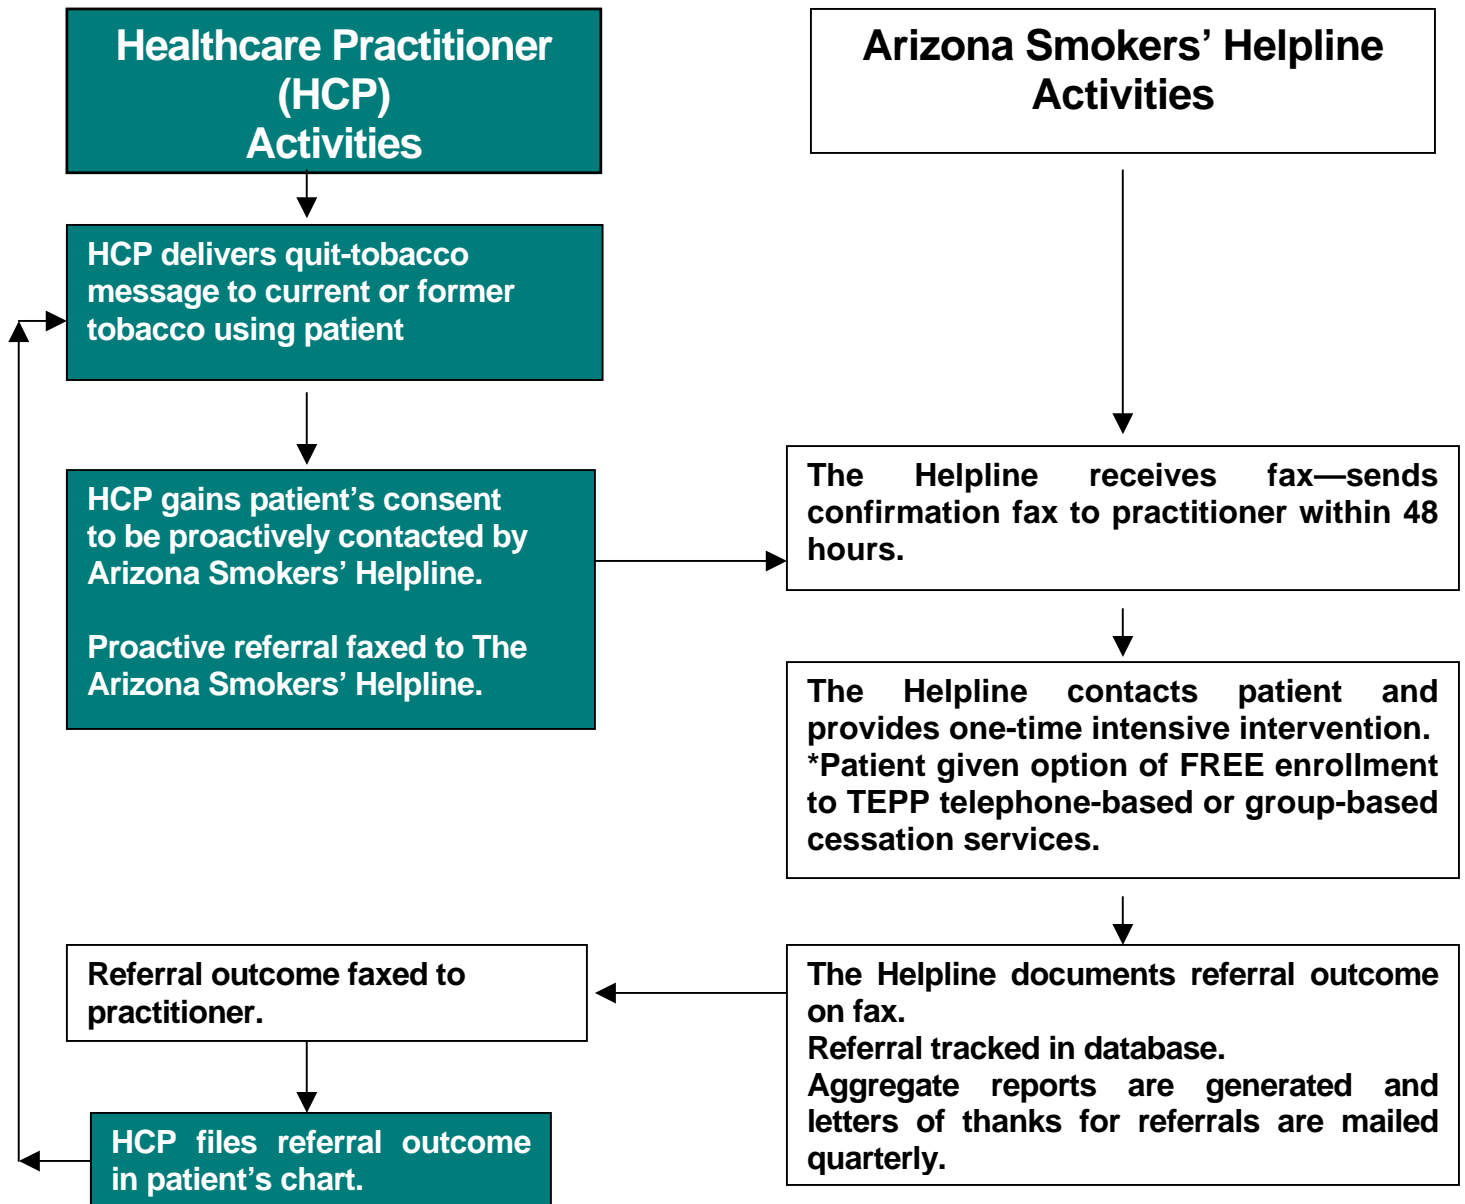 Healthcare Practitioner
(HCP)
Activities
Arizona Smokers’ Helpline
Activities
HCP delivers quit-tobacco
message to current or former
tobacco using patient
HCP gains patient’s consent
to be proactively contacted by
Arizona Smokers’ Helpline.
Proactive referral faxed to The
Arizona Smokers’ Helpline.
The Helpline receives fax—sends
confirmation fax to practitioner within 48
hours.
The Helpline contacts patient and
provides one-time intensive intervention.
*Patient given option of FREE enrollment
to TEPP telephone-based or group-based
cessation services.
The Helpline documents referral outcome
on fax.
Referral tracked in database.
Aggregate reports are generated and
letters of thanks for referrals are mailed
quarterly.
Referral outcome faxed to
practitioner.
HCP files referral outcome
in patient’s chart.